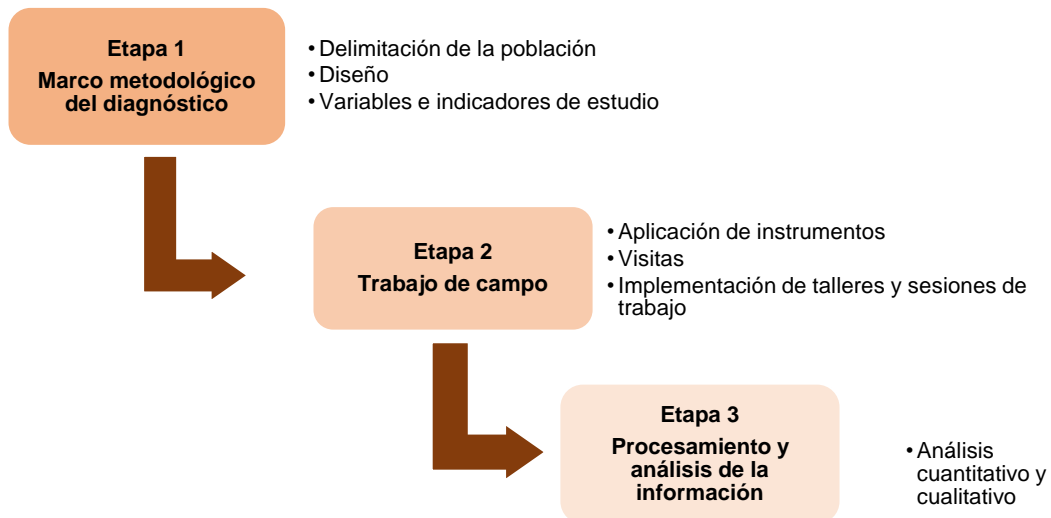 Etapa 1
Marco metodológico
del diagnóstico
• Delimitación de la población
• Diseño
• Variables e indicadores de estudio
Etapa 2
Trabajo de campo
• Aplicación de instrumentos
• Visitas
• Implementación de talleres y sesiones de
trabajo
Etapa 3
Procesamiento y
análisis de la
información
• Análisis
cuantitativo y
cualitativo